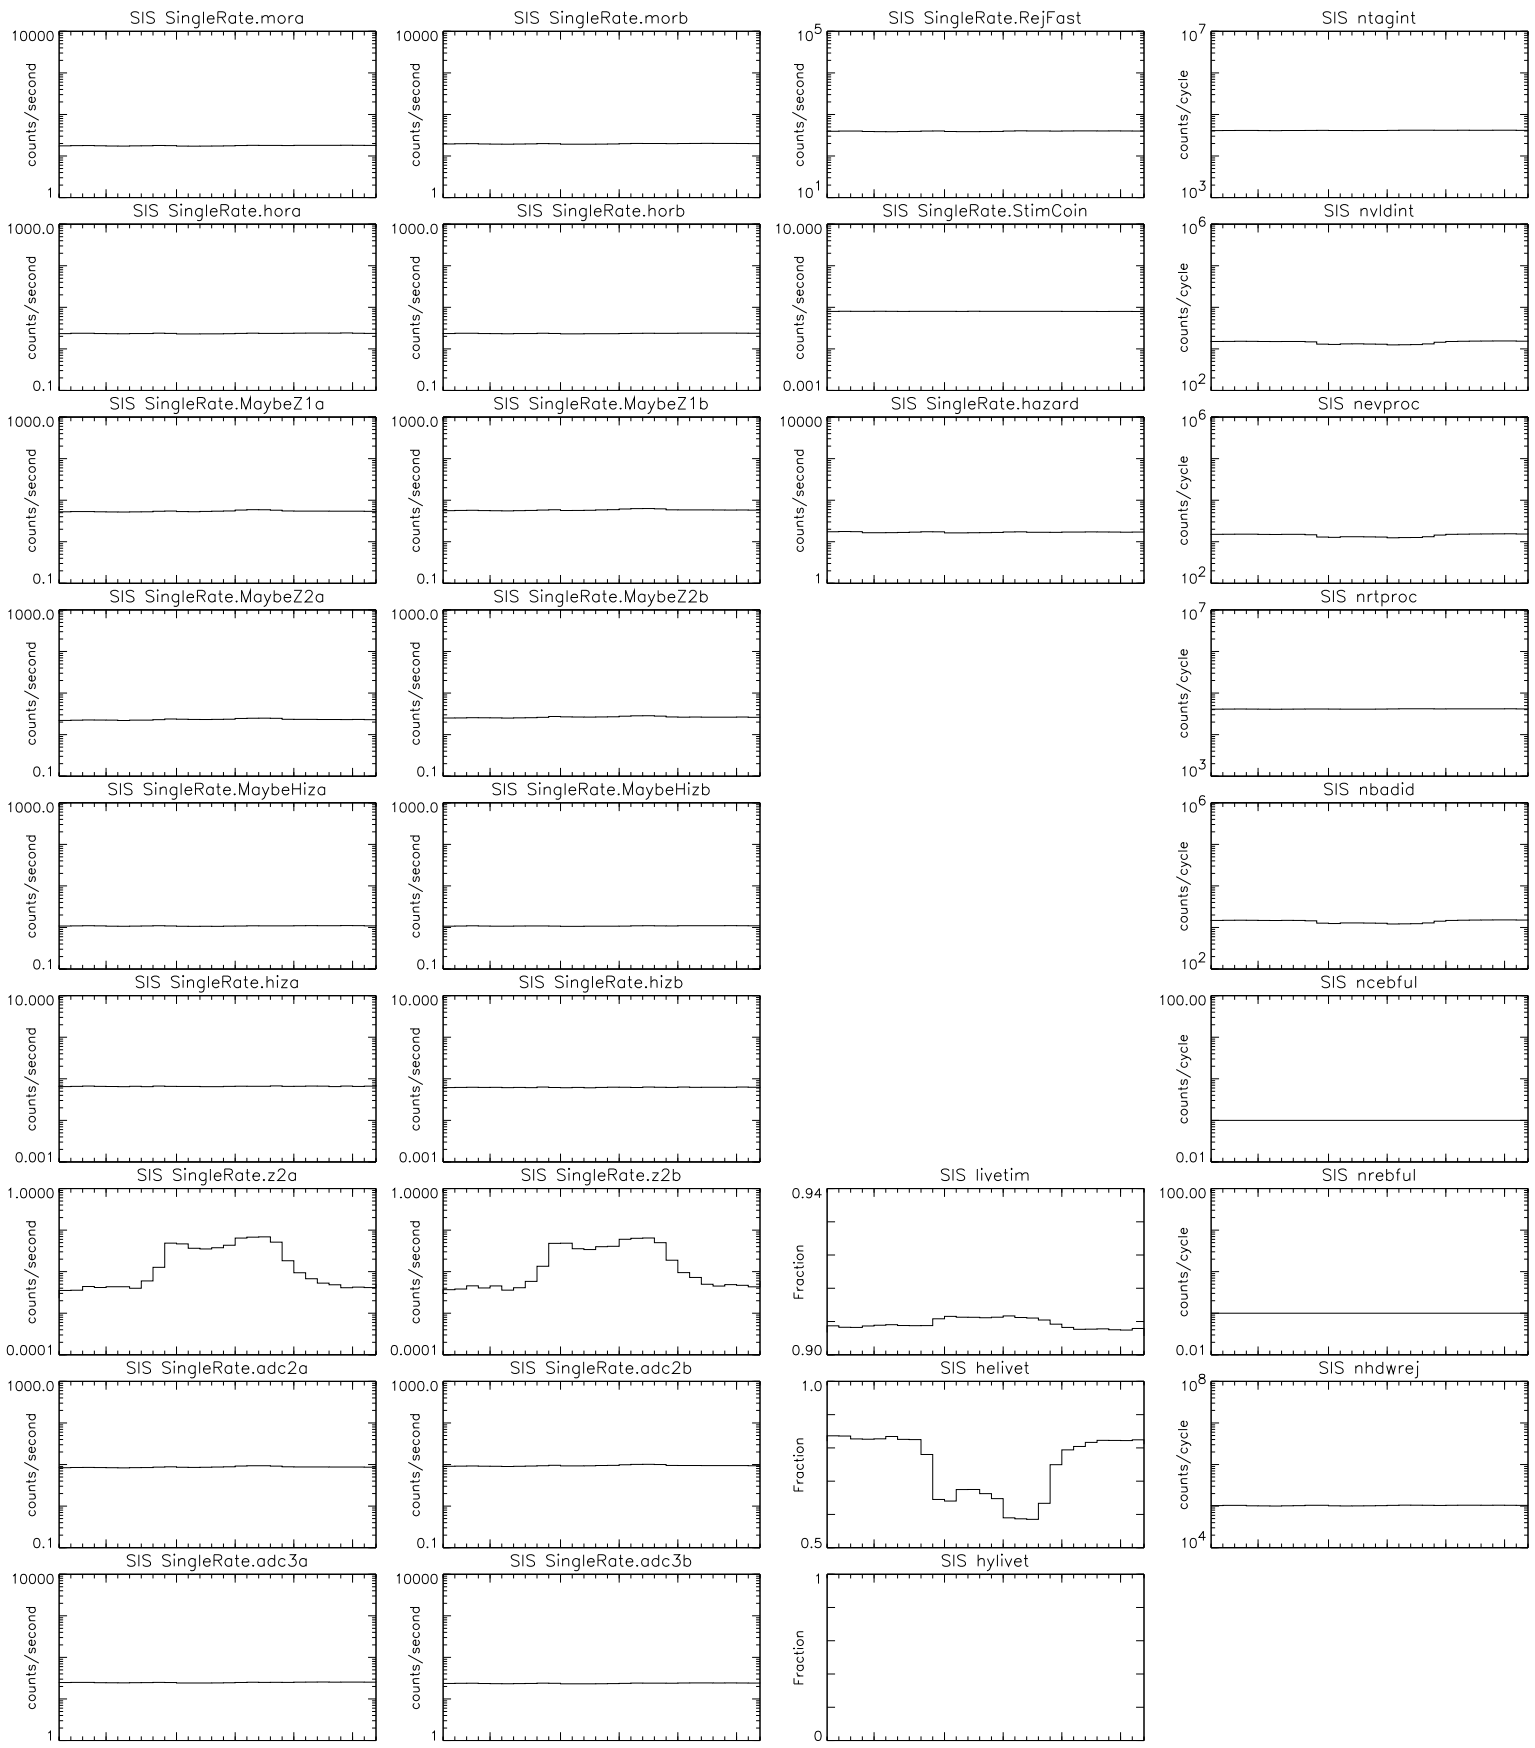 SIS SingleRate.mora
10000
counts/second
1
SIS SingleRate.morb
10000
counts/second
1
SIS SingleRate.RejFast
10^5
counts/second
10^1
SIS ntagint
10^7
counts/cycle
10^3
SIS SingleRate.hora
1000.0
counts/second
0.1
SIS SingleRate.horb
1000.0
counts/second
0.1
SIS SingleRate.StimCoin
10.000
counts/second
0.001
SIS nvldint
10^6
counts/cycle
10^2
SIS SingleRate.MaybeZ1a
1000.0
counts/second
0.1
SIS SingleRate.MaybeZ1b
1000.0
counts/second
0.1
SIS SingleRate.hazard
10000
counts/second
1
SIS nevproc
10^6
counts/cycle
10^2
SIS SingleRate.MaybeZ2a
1000.0
counts/second
0.1
SIS SingleRate.MaybeZ2b
1000.0
counts/second
0.1
SIS nrtproc
10^7
counts/cycle
10^3
SIS SingleRate.MaybeHiza
1000.0
counts/second
0.1
SIS SingleRate.MaybeHizb
1000.0
counts/second
0.1
SIS nbadid
10^6
counts/cycle
10^2
SIS SingleRate.hiza
10.000
counts/second
0.001
SIS SingleRate.hizb
10.000
counts/second
0.001
SIS ncebful
100.00
counts/cycle
0.01
SIS SingleRate.z2a
1.0000
counts/second
0.0001
SIS SingleRate.z2b
1.0000
counts/second
0.0001
SIS livetim
0.94
Fraction
0.90
SIS nrebful
100.00
counts/cycle
0.01
SIS SingleRate.adc2a
1000.0
counts/second
0.1
SIS SingleRate.adc2b
1000.0
counts/second
0.1
SIS helivet
1.0
Fraction
0.5
SIS nhdwrej
10^8
counts/cycle
10^4
SIS SingleRate.adc3a
10000
counts/second
1
SIS SingleRate.adc3b
10000
counts/second
1
SIS hylivet
1
Fraction
0